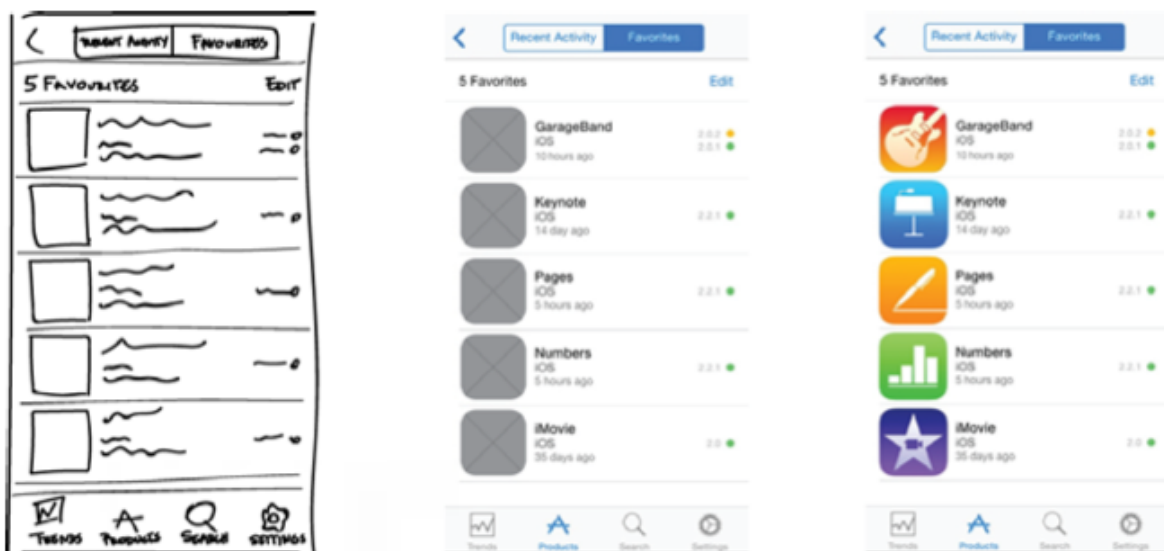 RECENT ACTIVITY FAVOURITES
5 FAVOURITES EDIT
TRENDS PRODUCTS SEARCH SETTINGS
Recent Activity Favorites
5 Favorites Edit
GarageBand
iOS 2.0.2
10 hours ago 2.0.1
Keynote
iOS 2.2.1
14 day ago
Pages
iOS 2.2.1
5 hours ago
Numbers
iOS 2.2.1
5 hours ago
iMovie
iOS 2.0
35 days ago
Trends Products Search Settings
Recent Activity Favorites
5 Favorites Edit
GarageBand
iOS 2.0.2
10 hours ago 2.0.1
Keynote
iOS 2.2.1
14 day ago
Pages
iOS 2.2.1
5 hours ago
Numbers
iOS 2.2.1
5 hours ago
iMovie
iOS 2.0
35 days ago
Trends Products Search Settings